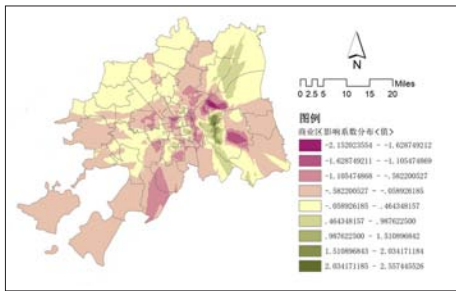 N
Miles
0 2.5 5 10 15 20
图例
商业区影响系数分布<值>
-2.152023554 - -1.628749212
-1.628749211 - -1.105474869
-1.105474868 - -.582200527
-.582200527 - -.058926185
-.058926185 - .464348157
.464348157 - .987622500
.987622500 - 1.510896842
1.510896843 - 2.034171184
2.034171185 - 2.557445526